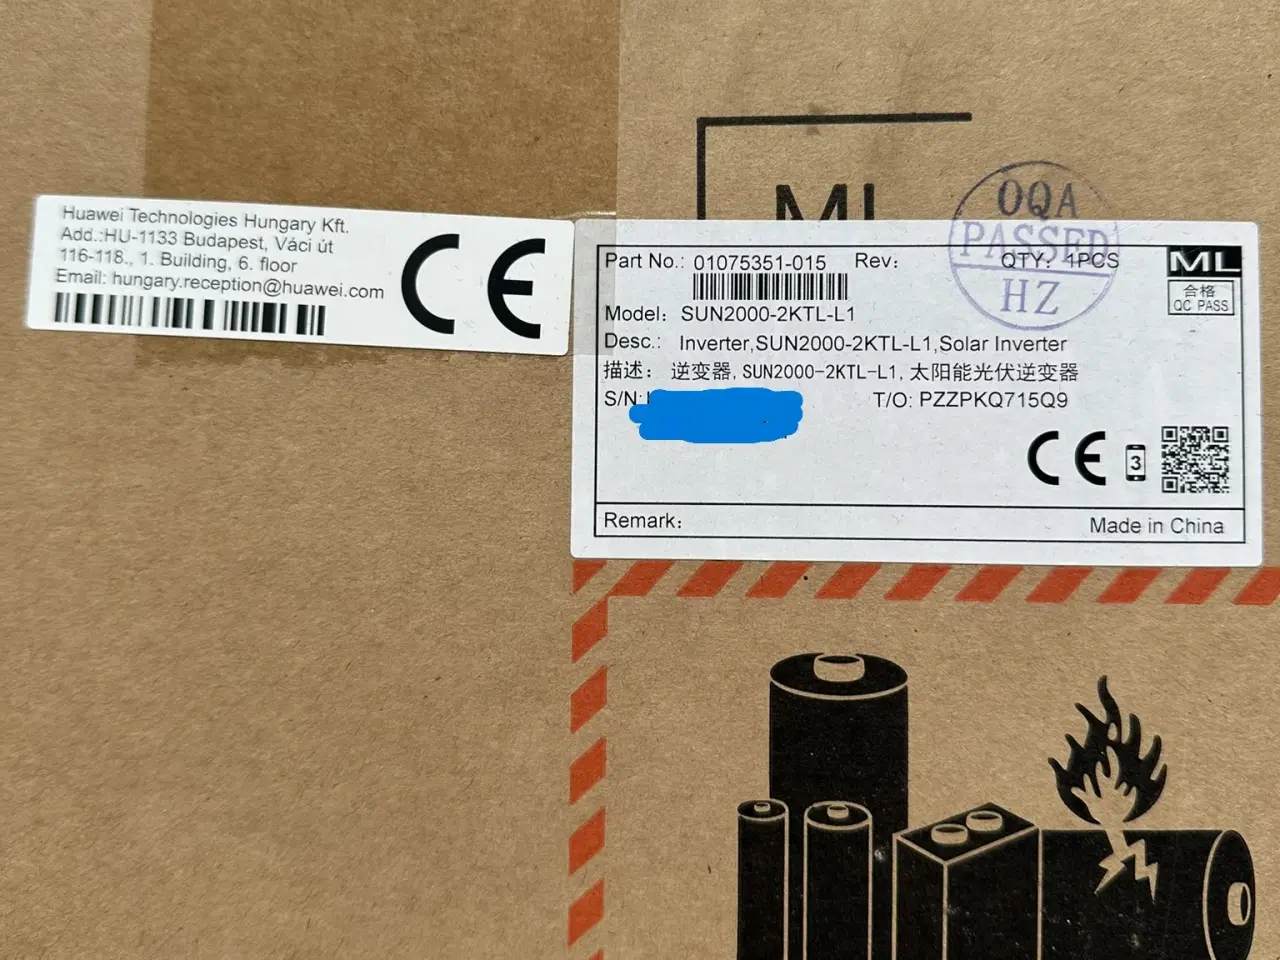 Huawei Technologies Hungary Kft.
Add.:HU-1133 Budapest, Váci út
116-118., 1. Building, 6. floor
Email: hungary.reception@huawei.com
CE
ML
OQA
PASSED
HZ
Part No.: 01075351-015 Rev: QTY: 1PCS
ML
合格
QC PASS
Model: SUN2000-2KTL-L1
Desc.: Inverter,SUN2000-2KTL-L1,Solar Inverter
描述: 逆变器, SUN2000-2KTL-L1, 太阳能光伏逆变器
S/N: T/O: PZZPKQ715Q9
CE 3
Remark: Made in China